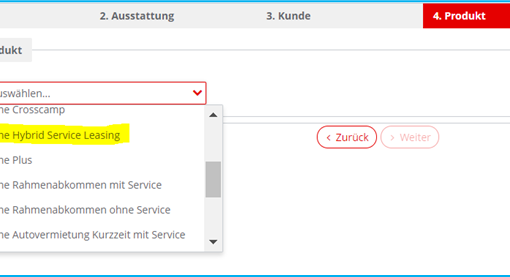 2. Ausstattung
3. Kunde
4. Produkt
dukt
uswählen...
ne Crosscamp
ne Hybrid Service Leasing
ne Plus
ne Rahmenabkommen mit Service
ne Rahmenabkommen ohne Service
ne Autovermietung Kurzzeit mit Service
< Zurück
> Weiter